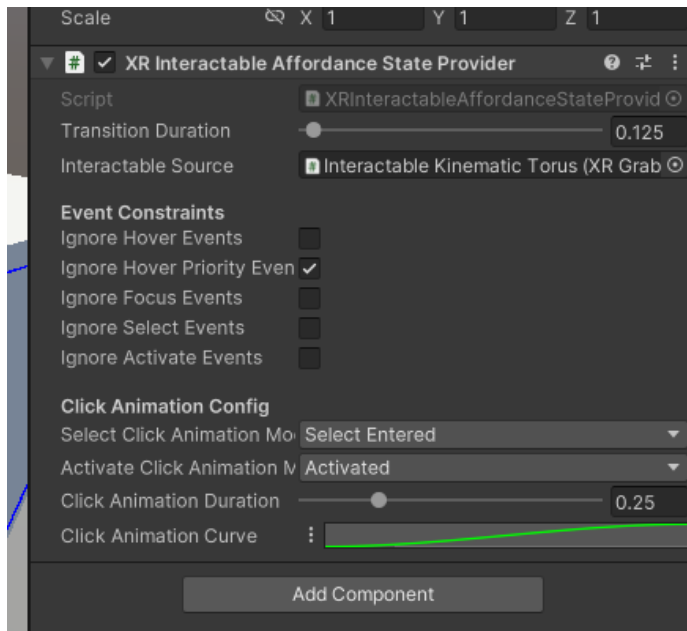 Scale X 1 Y 1 Z 1
# XR Interactable Affordance State Provider
Script # XRInteractableAffordanceStateProvid
Transition Duration 0.125
Interactable Source # Interactable Kinematic Torus (XR Grab
Event Constraints
Ignore Hover Events
Ignore Hover Priority Even
Ignore Focus Events
Ignore Select Events
Ignore Activate Events
Click Animation Config
Select Click Animation Mo Select Entered
Activate Click Animation M Activated
Click Animation Duration 0.25
Click Animation Curve
Add Component